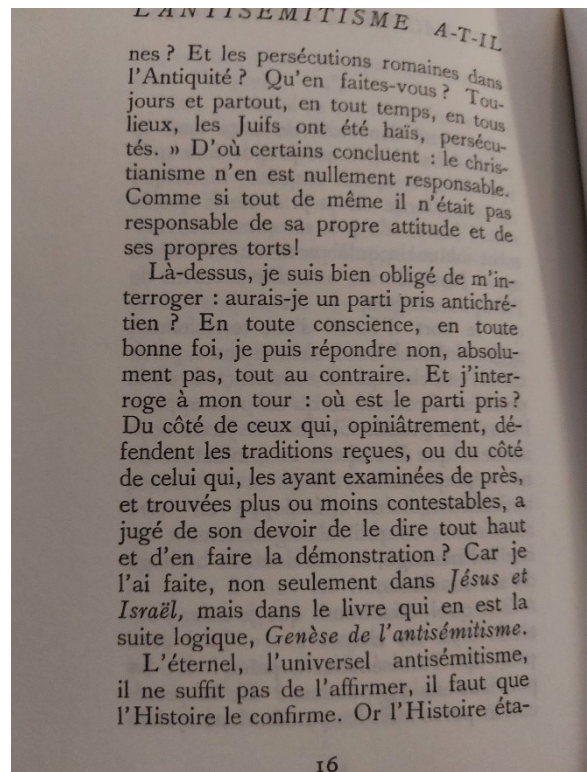 L'ANTISÉMITISME A-T-IL
nes ? Et les persécutions romaines dans
l'Antiquité ? Qu'en faites-vous ? Tou-
jours et partout, en tout temps, en tous
lieux, les Juifs ont été haïs, persécu-
tés. » D'où certains concluent : le chris-
tianisme n'en est nullement responsable.
Comme si tout de même il n'était pas
responsable de sa propre attitude et de
ses propres torts!
Là-dessus, je suis bien obligé de m'in-
terroger : aurais-je un parti pris antichré-
tien ? En toute conscience, en toute
bonne foi, je puis répondre non, absolu-
ment pas, tout au contraire. Et j'inter-
roge à mon tour : où est le parti pris ?
Du côté de ceux qui, opiniâtrement, dé-
fendent les traditions reçues, ou du côté
de celui qui, les ayant examinées de près,
et trouvées plus ou moins contestables, a
jugé de son devoir de le dire tout haut
et d'en faire la démonstration ? Car je
l'ai faite, non seulement dans Jésus et
Israël, mais dans le livre qui en est la
suite logique, Genèse de l'antisémitisme.
L'éternel, l'universel antisémitisme,
il ne suffit pas de l'affirmer, il faut que
l'Histoire le confirme. Or l'Histoire éta-
16